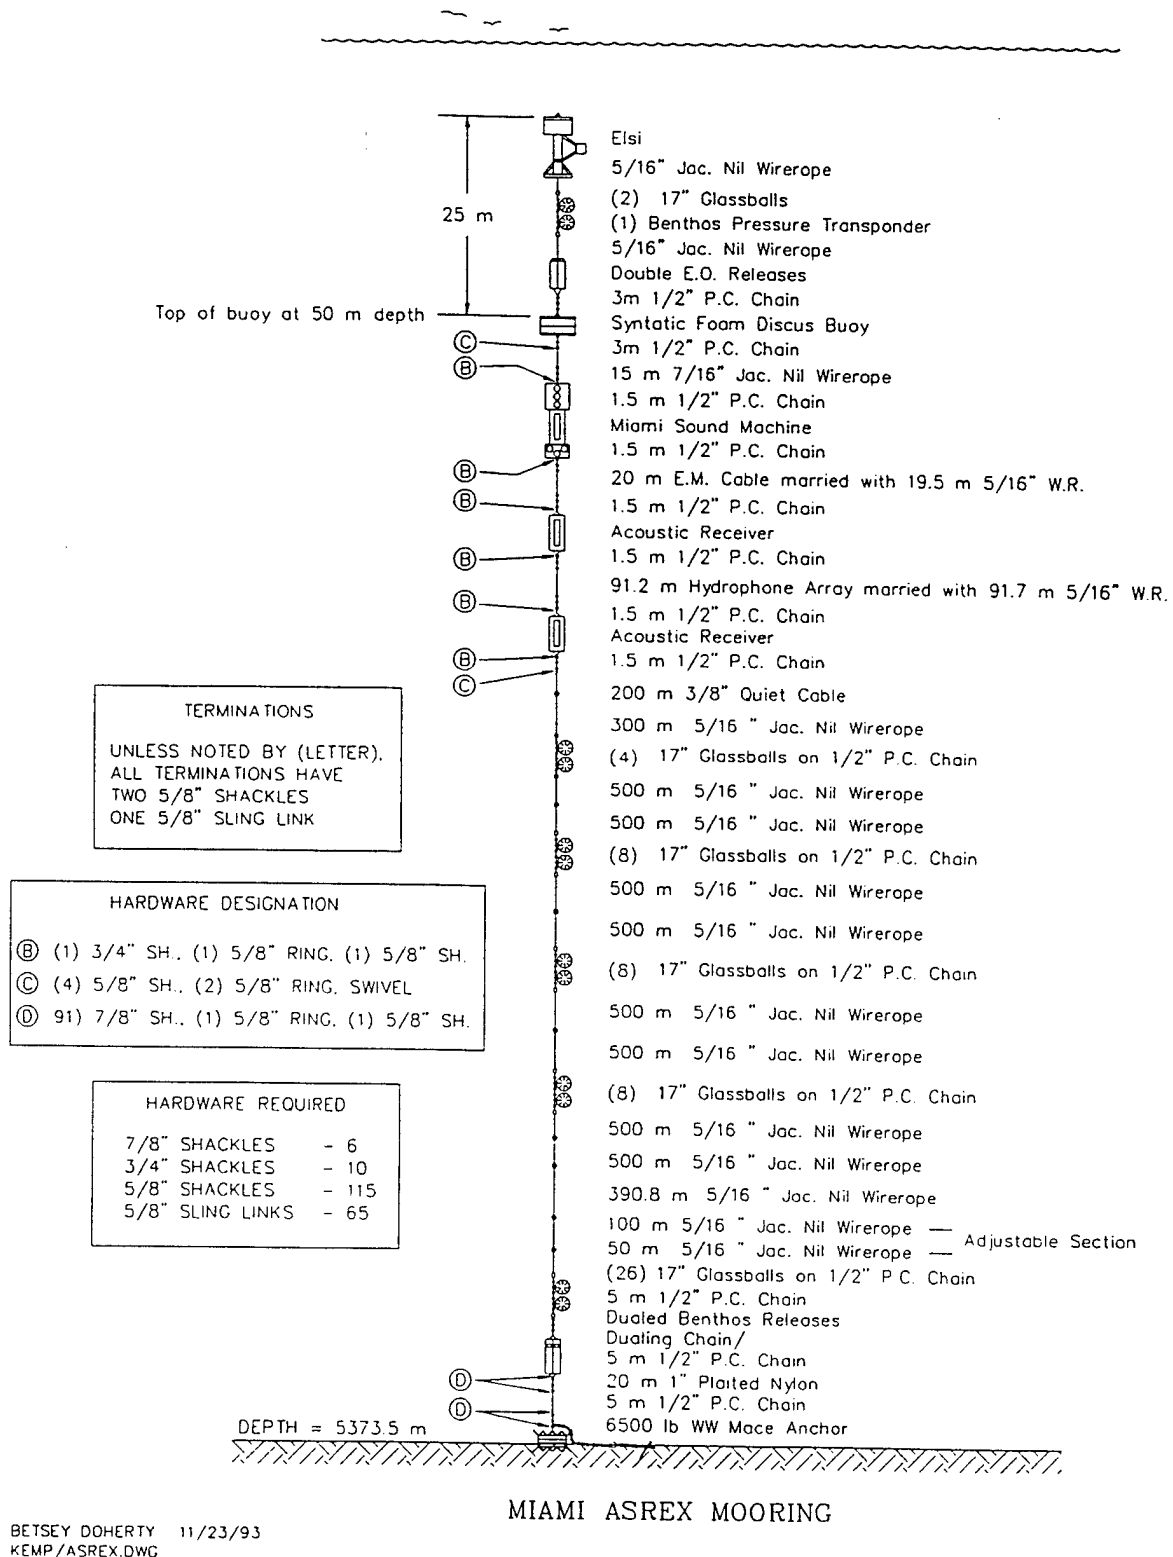 Elsi
5/16" Jac. Nil Wirerope
(2) 17" Glassballs
25 m
(1) Benthos Pressure Transponder
5/16" Jac. Nil Wirerope
Double E.O. Releases
3m 1/2" P.C. Chain
Top of buoy at 50 m depth
Syntatic Foam Discus Buoy
C
3m 1/2" P.C. Chain
B
15 m 7/16" Jac. Nil Wirerope
1.5 m 1/2" P.C. Chain
Miami Sound Machine
1.5 m 1/2" P.C. Chain
B
20 m E.M. Cable married with 19.5 m 5/16" W.R.
B
1.5 m 1/2" P.C. Chain
Acoustic Receiver
B
1.5 m 1/2" P.C. Chain
91.2 m Hydrophone Array married with 91.7 m 5/16" W.R.
B
1.5 m 1/2" P.C. Chain
Acoustic Receiver
B
1.5 m 1/2" P.C. Chain
C
200 m 3/8" Quiet Cable
300 m 5/16 " Jac. Nil Wirerope
(4) 17" Glassballs on 1/2" P.C. Chain
500 m 5/16 " Jac. Nil Wirerope
500 m 5/16 " Jac. Nil Wirerope
(8) 17" Glassballs on 1/2" P.C. Chain
500 m 5/16 " Jac. Nil Wirerope
500 m 5/16 " Jac. Nil Wirerope
(8) 17" Glassballs on 1/2" P.C. Chain
500 m 5/16 " Jac. Nil Wirerope
500 m 5/16 " Jac. Nil Wirerope
(8) 17" Glassballs on 1/2" P.C. Chain
500 m 5/16 " Jac. Nil Wirerope
500 m 5/16 " Jac. Nil Wirerope
390.8 m 5/16 " Jac. Nil Wirerope
100 m 5/16 " Jac. Nil Wirerope
Adjustable Section
50 m 5/16 " Jac. Nil Wirerope
(26) 17" Glassballs on 1/2" P.C. Chain
5 m 1/2" P.C. Chain
Dualed Benthos Releases
Dualing Chain/
5 m 1/2" P.C. Chain
D
20 m 1" Plaited Nylon
D
5 m 1/2" P.C. Chain
DEPTH = 5373.5 m
6500 lb WW Mace Anchor
TERMINATIONS
UNLESS NOTED BY (LETTER),
ALL TERMINATIONS HAVE
TWO 5/8" SHACKLES
ONE 5/8" SLING LINK
HARDWARE DESIGNATION
B (1) 3/4" SH., (1) 5/8" RING, (1) 5/8" SH.
C (4) 5/8" SH., (2) 5/8" RING, SWIVEL
D 91) 7/8" SH., (1) 5/8" RING, (1) 5/8" SH.
HARDWARE REQUIRED
7/8" SHACKLES - 6
3/4" SHACKLES - 10
5/8" SHACKLES - 115
5/8" SLING LINKS - 65
MIAMI ASREX MOORING
BETSEY DOHERTY 11/23/93
KEMP/ASREX.DWG